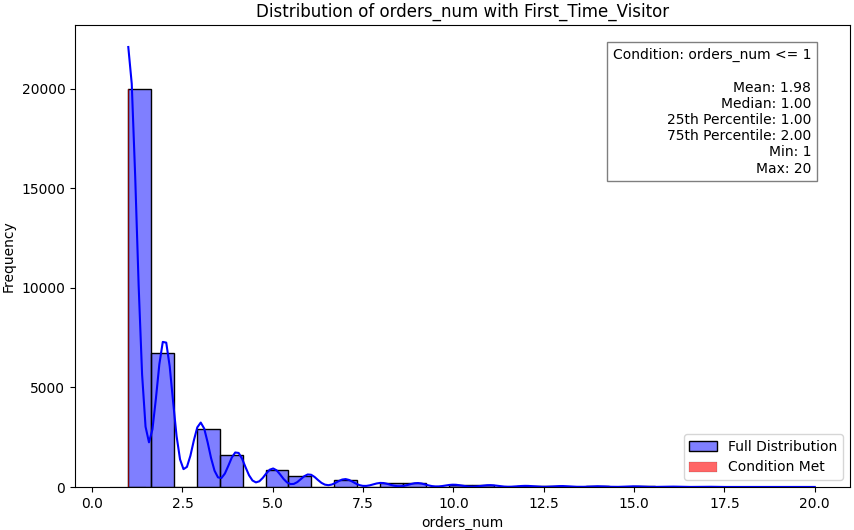 Distribution of orders_num with First_Time_Visitor
Condition: orders_num <= 1
Mean: 1.98
Median: 1.00
25th Percentile: 1.00
75th Percentile: 2.00
Min: 1
Max: 20
Frequency
20000
15000
10000
5000
0
0.0 2.5 5.0 7.5 10.0 12.5 15.0 17.5 20.0
orders_num
Full Distribution
Condition Met